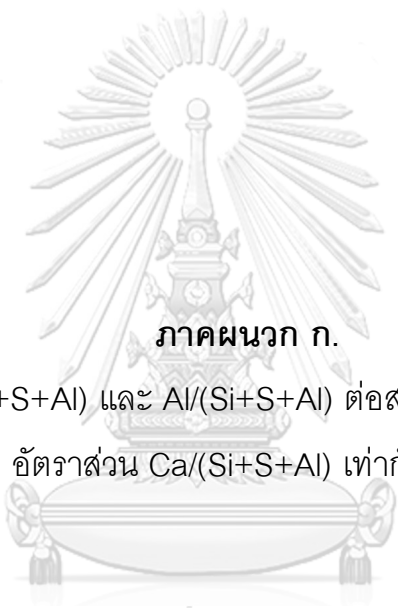 ภาคผนวก ก.
+S+Al) และ Al/(Si+S+Al) ต่อส
อัตราส่วน Ca/(Si+S+Al) เท่าก